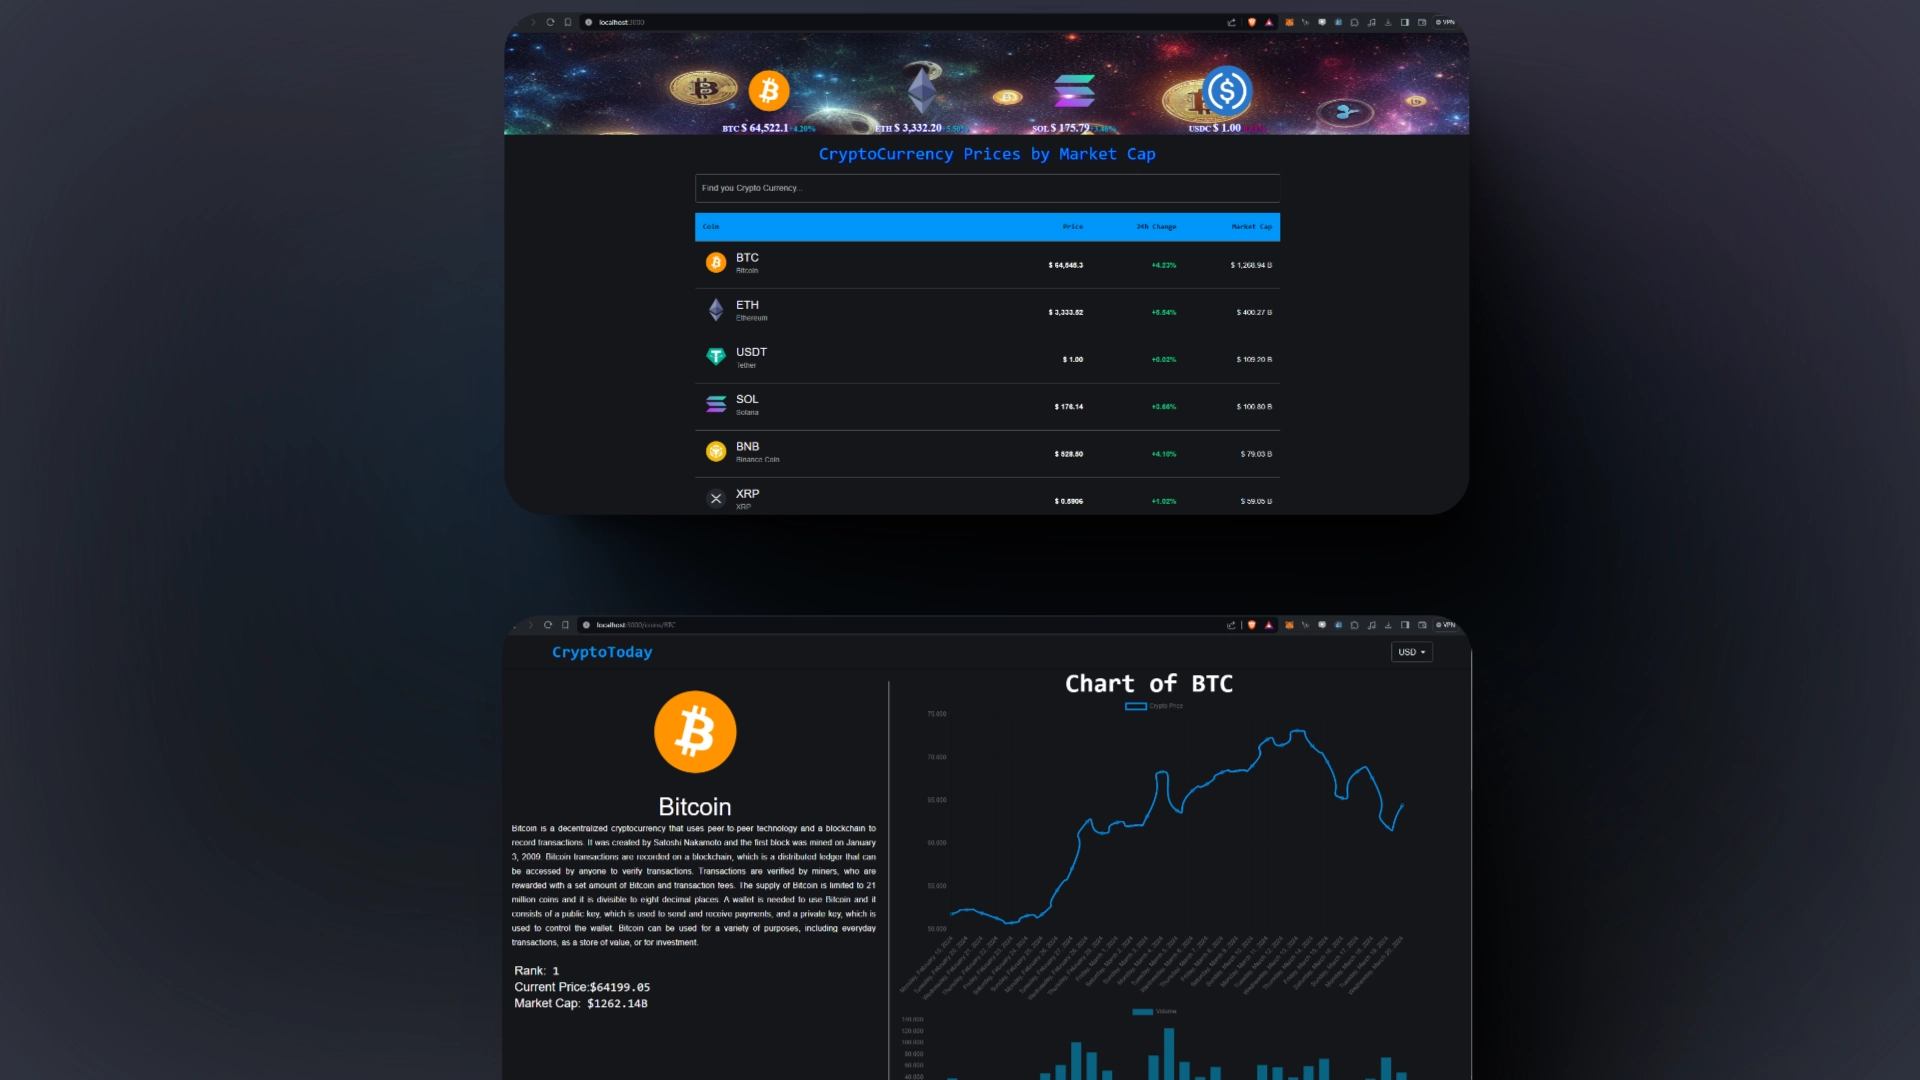 localhost:3000
VPN
BTC $ 64,522.1 +4.20%
ETH $ 3,332.20
SOL $ 175.79
USDC $ 1.00
CryptoCurrency Prices by Market Cap
Find you Crypto Currency...
Coin Price 24h Change Market Cap
BTC
Bitcoin
$ 64,548.3 +4.23% $ 1,268.94 B
ETH
Ethereum
$ 3,333.52 $ 400.27 B
USDT
Tether
$ 1.00 +0.02% $ 109.20 B
SOL
Solana
$ 176.14 $ 100.80 B
BNB
Binance Coin
$ 528.50 +4.10% $ 79.03 B
XRP
XRP
$ 0.5906 +1.02% $ 59.05 B
localhost:3000/coins/BTC
VPN
CryptoToday
USD
Bitcoin
Bitcoin is a decentralized cryptocurrency that uses peer-to-peer technology and a blockchain to
record transactions. It was created by Satoshi Nakamoto and the first block was mined on January
3, 2009. Bitcoin transactions are recorded on a blockchain, which is a distributed ledger that can
be accessed by anyone to verify transactions. Transactions are verified by miners, who are
rewarded with a set amount of Bitcoin and transaction fees. The supply of Bitcoin is limited to 21
million coins and it is divisible to eight decimal places. A wallet is needed to use Bitcoin and it
consists of a public key, which is used to send and receive payments, and a private key, which is
used to control the wallet. Bitcoin can be used for a variety of purposes, including everyday
transactions, as a store of value, or for investment.
Rank: 1
Current Price:$64199.05
Market Cap: $1262.14B
Chart of BTC
Crypto Price
75,000
70,000
65,000
60,000
55,000
50,000
Volume
140,000
120,000
100,000
80,000
60,000
40,000